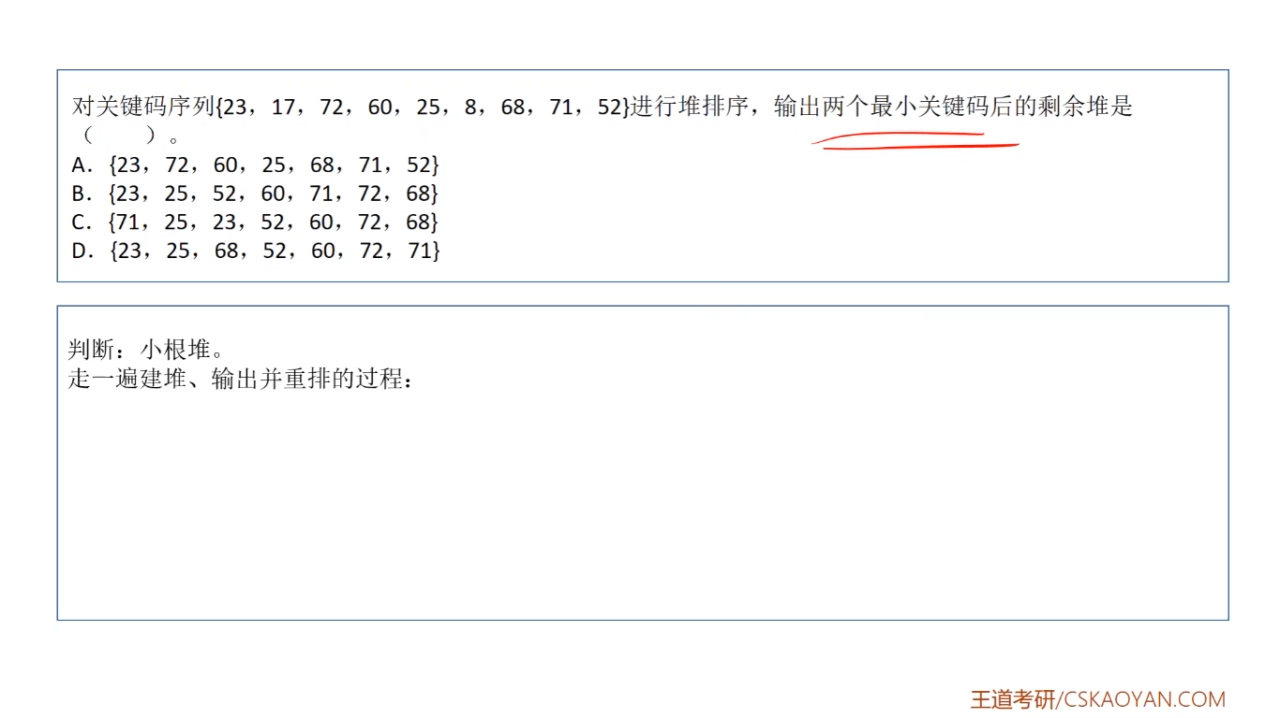 对关键码序列{23，17，72，60，25，8，68，71，52}进行堆排序，输出两个最小关键码后的剩余堆是
（　　）。
A．{23，72，60，25，68，71，52}
B．{23，25，52，60，71，72，68}
C．{71，25，23，52，60，72，68}
D．{23，25，68，52，60，72，71}
判断：小根堆。
走一遍建堆、输出并重排的过程：
王道考研/CSKAOYAN.COM